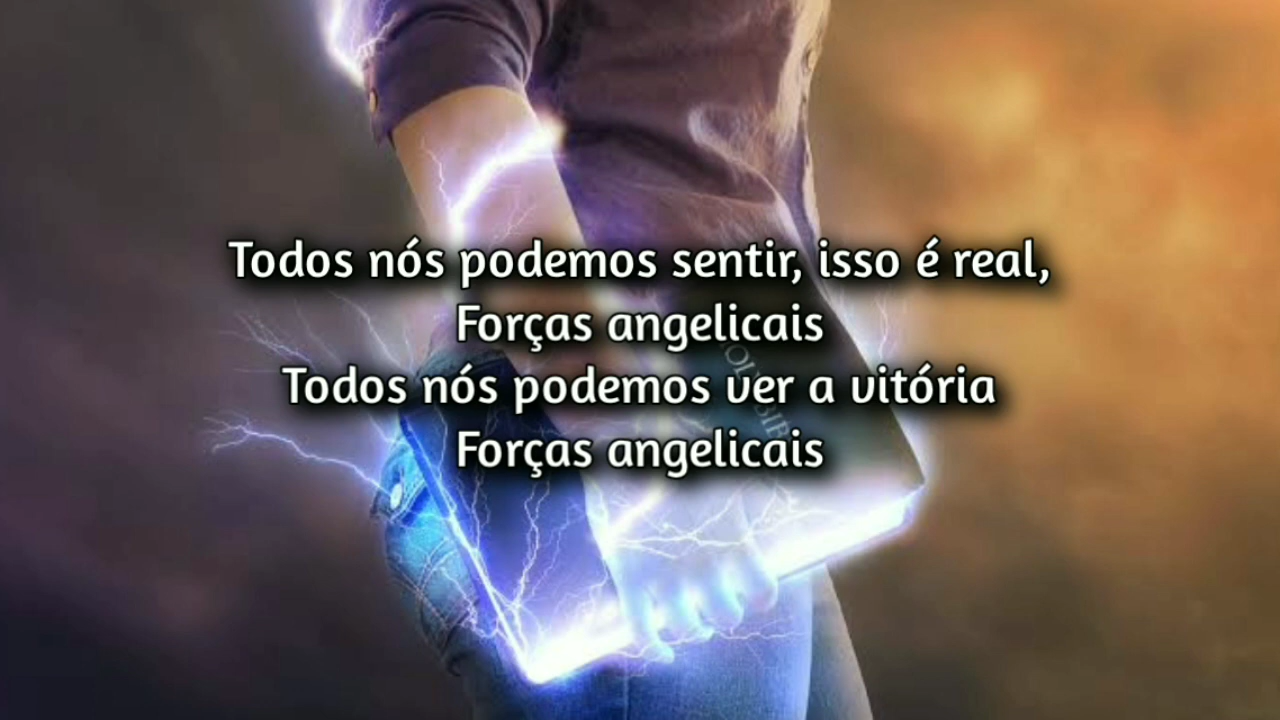 Todos nós podemos sentir, isso é real,
Forças angelicais
Todos nós podemos ver a vitória
Forças angelicais